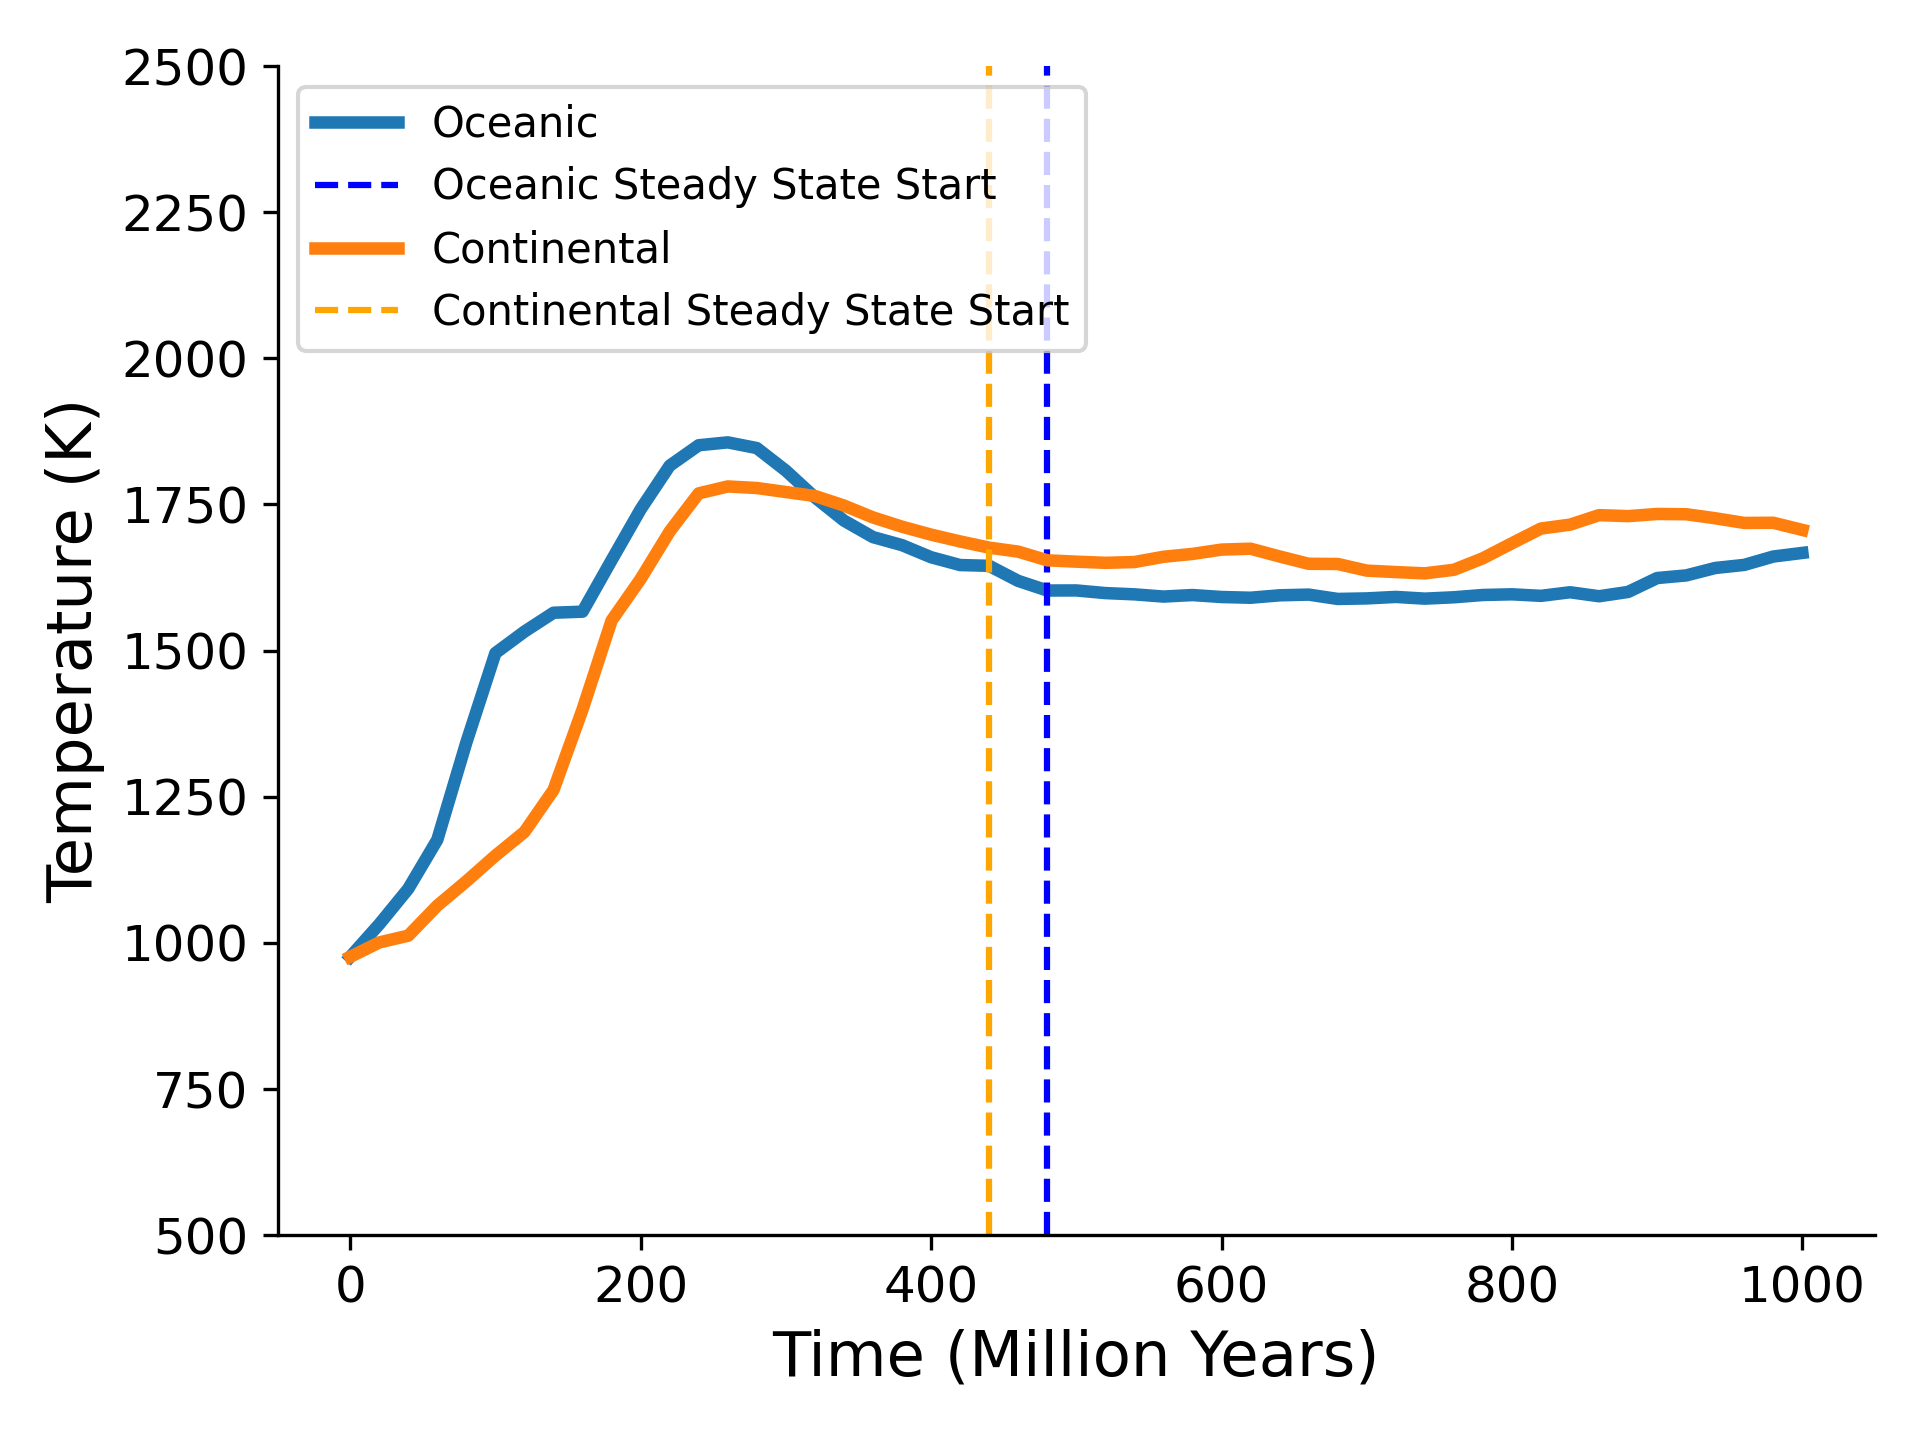 2500
2250
2000
1750
1500
1250
1000
750
500
Temperature (K)
Oceanic
Oceanic Steady State Start
Continental
Continental Steady State Start
0 200 400 600 800 1000
Time (Million Years)